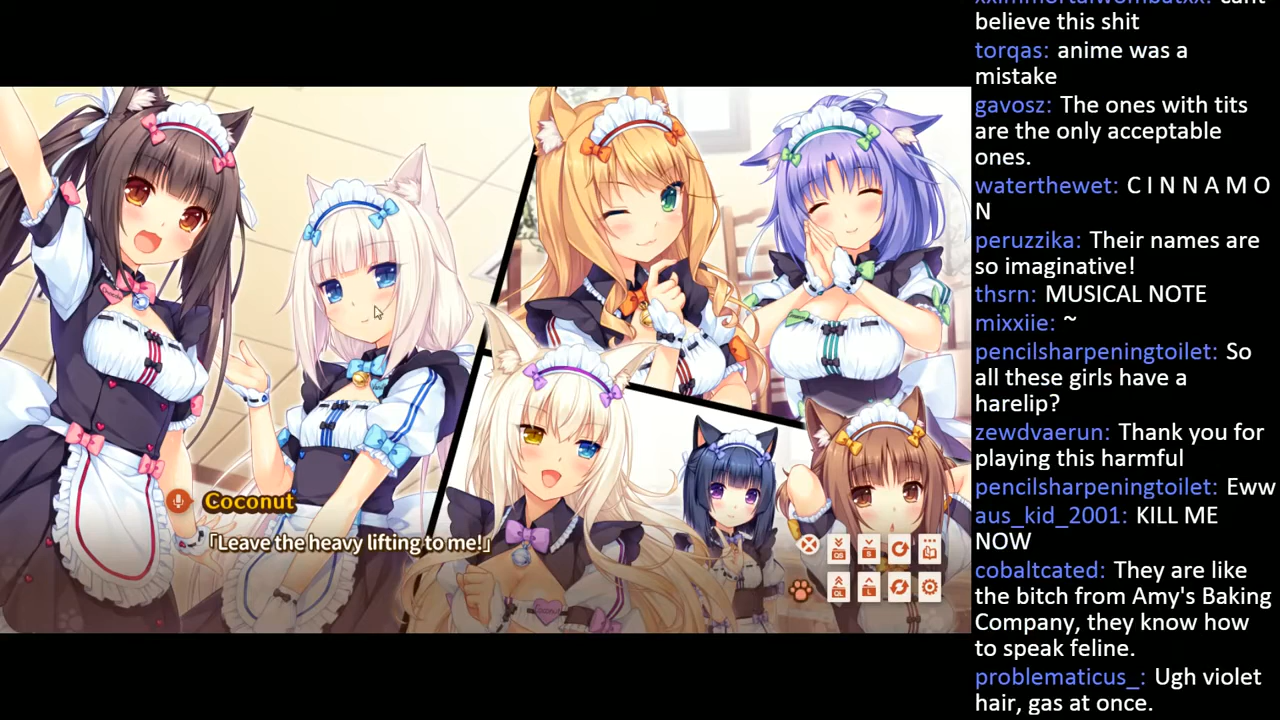 Coconut
「Leave the heavy lifting to me!」
believe this shit
torqas: anime was a
mistake
gavosz: The ones with tits
are the only acceptable
ones.
waterthewet: C I N N A M O
N
peruzzika: Their names are
so imaginative!
thsrn: MUSICAL NOTE
mixxiie: ~
pencilsharpeningtoilet: So
all these girls have a
harelip?
zewdvaerun: Thank you for
playing this harmful
pencilsharpeningtoilet: Eww
aus_kid_2001: KILL ME
NOW
cobaltcated: They are like
the bitch from Amy's Baking
Company, they know how
to speak feline.
problematicus_: Ugh violet
hair, gas at once.